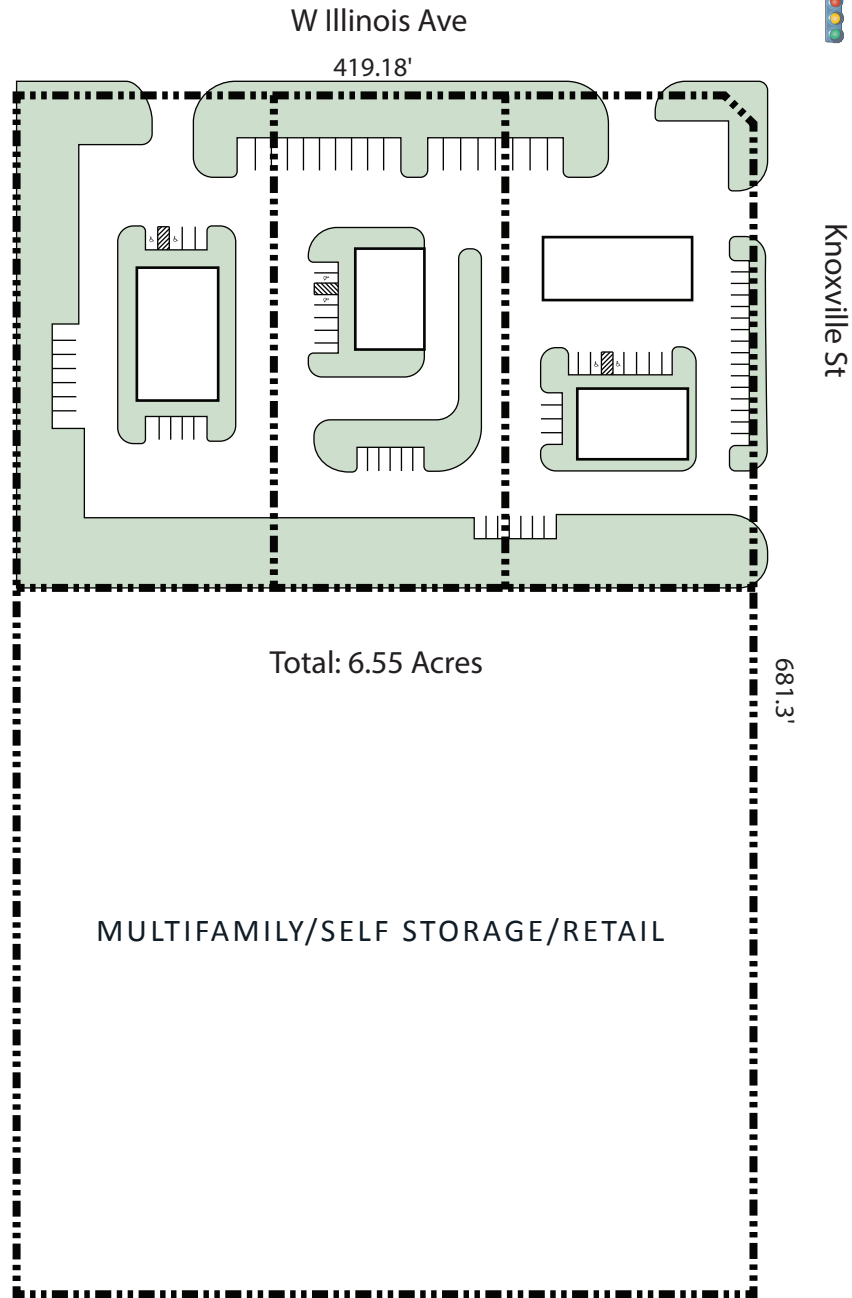 W Illinois Ave
419.18'
Knoxville St
Total: 6.55 Acres
681.3'
MULTIFAMILY/SELF STORAGE/RETAIL